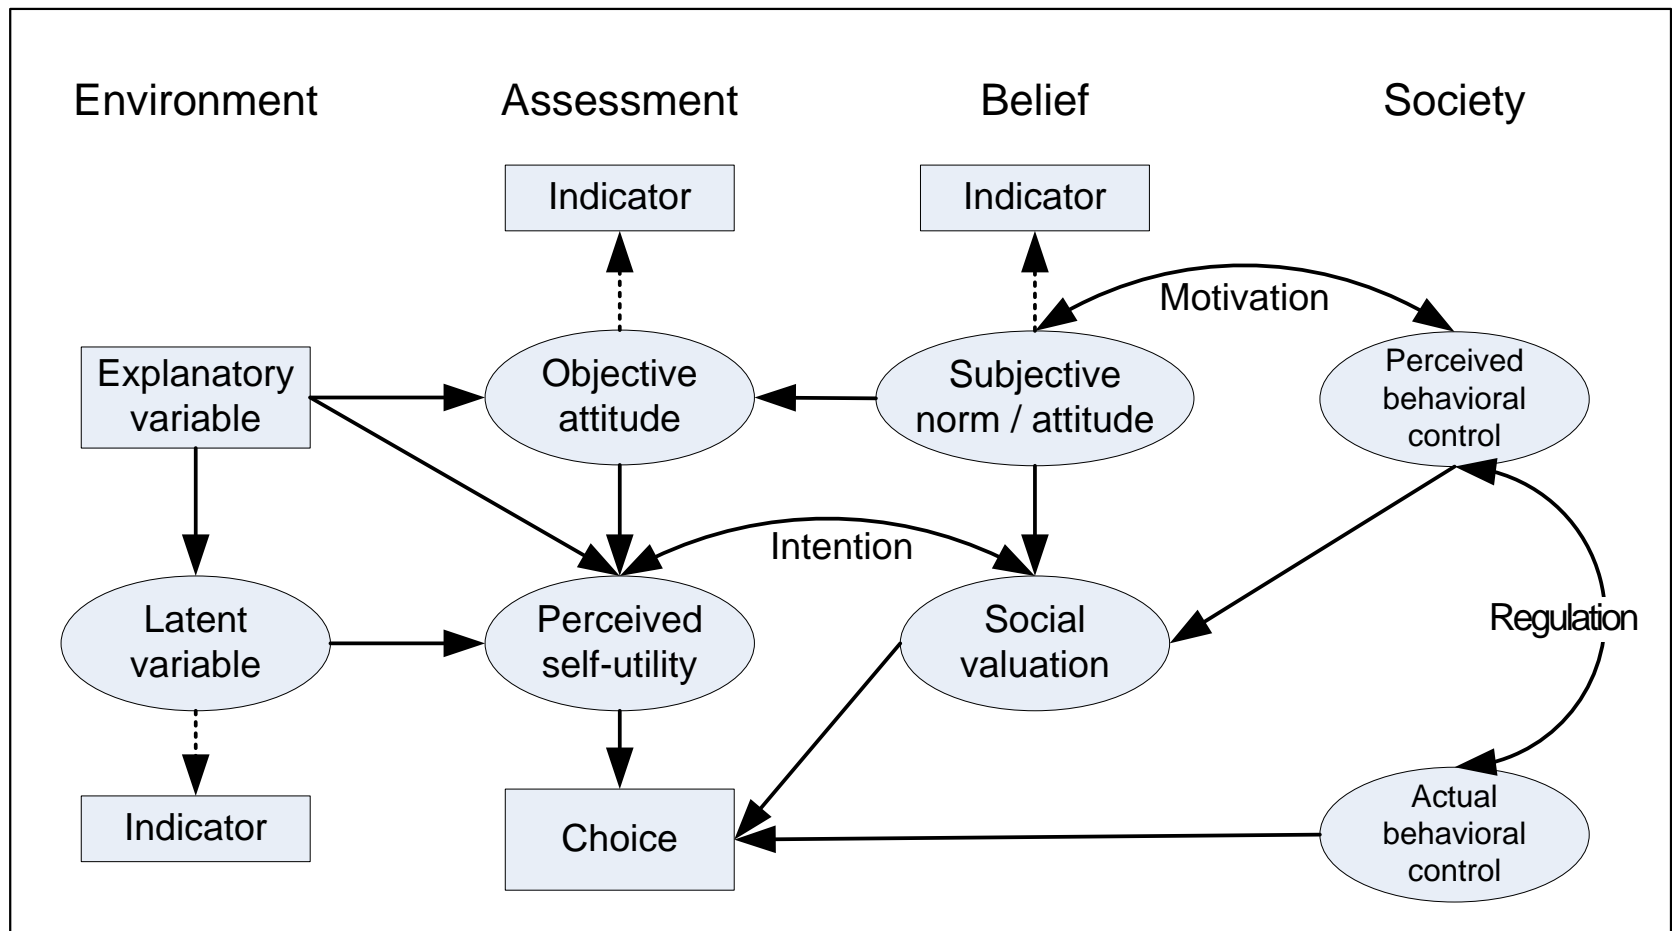 Environment
Assessment
Belief
Society
Indicator
Indicator
Motivation
Explanatory
variable
Objective
attitude
Subjective
norm / attitude
Perceived
behavioral
control
Intention
Latent
variable
Perceived
self-utility
Social
valuation
Regulation
Indicator
Choice
Actual
behavioral
control